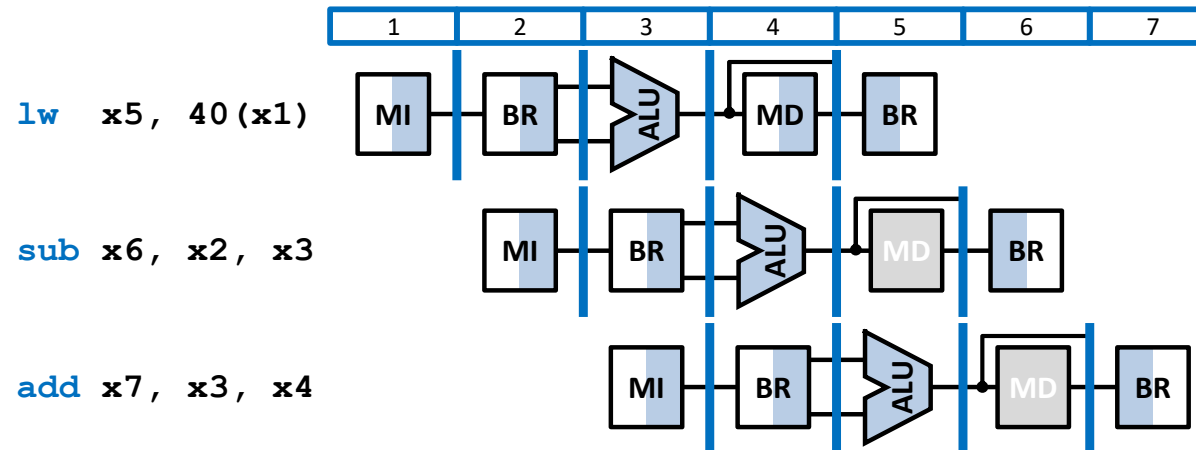 1 2 3 4 5 6 7
lw x5, 40(x1) MI BR ALU MD BR
sub x6, x2, x3 MI BR ALU MD BR
add x7, x3, x4 MI BR ALU MD BR